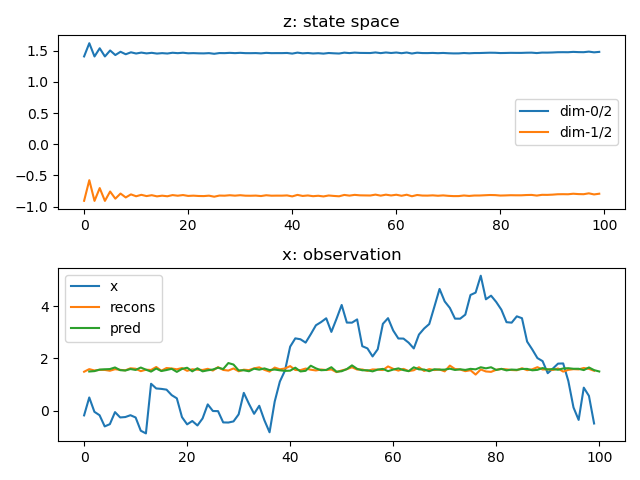 z: state space
1.5
1.0
0.5
0.0
−0.5
−1.0
dim-0/2
dim-1/2
0 20 40 60 80 100
x: observation
x
recons
pred
4
2
0
0 20 40 60 80 100